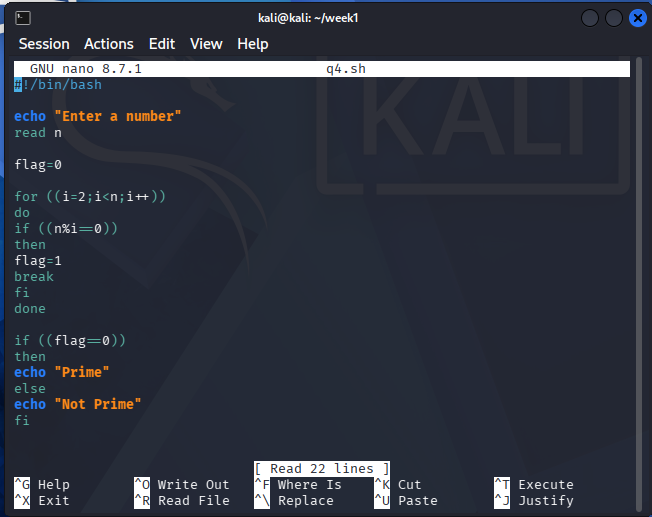 kali@kali: ~/week1
Session Actions Edit View Help
GNU nano 8.7.1 q4.sh
#!/bin/bash
echo "Enter a number"
read n
flag=0
for ((i=2;i<n;i++))
do
if ((n%i==0))
then
flag=1
break
fi
done
if ((flag==0))
then
echo "Prime"
else
echo "Not Prime"
fi
KALI
[ Read 22 lines ]
^G Help ^O Write Out ^F Where Is ^K Cut ^T Execute
^X Exit ^R Read File ^\ Replace ^U Paste ^J Justify